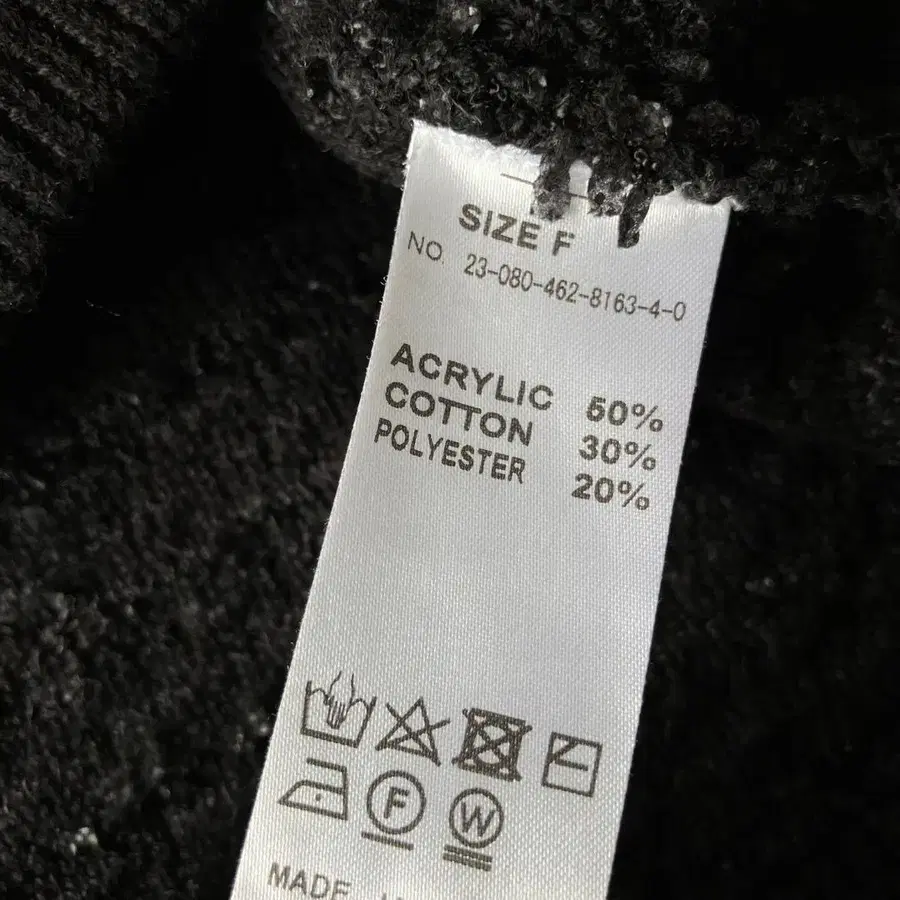 SIZE F
NO. 23-080-462-8163-4-0
ACRYLIC 50%
COTTON 30%
POLYESTER 20%
F
W
MADE